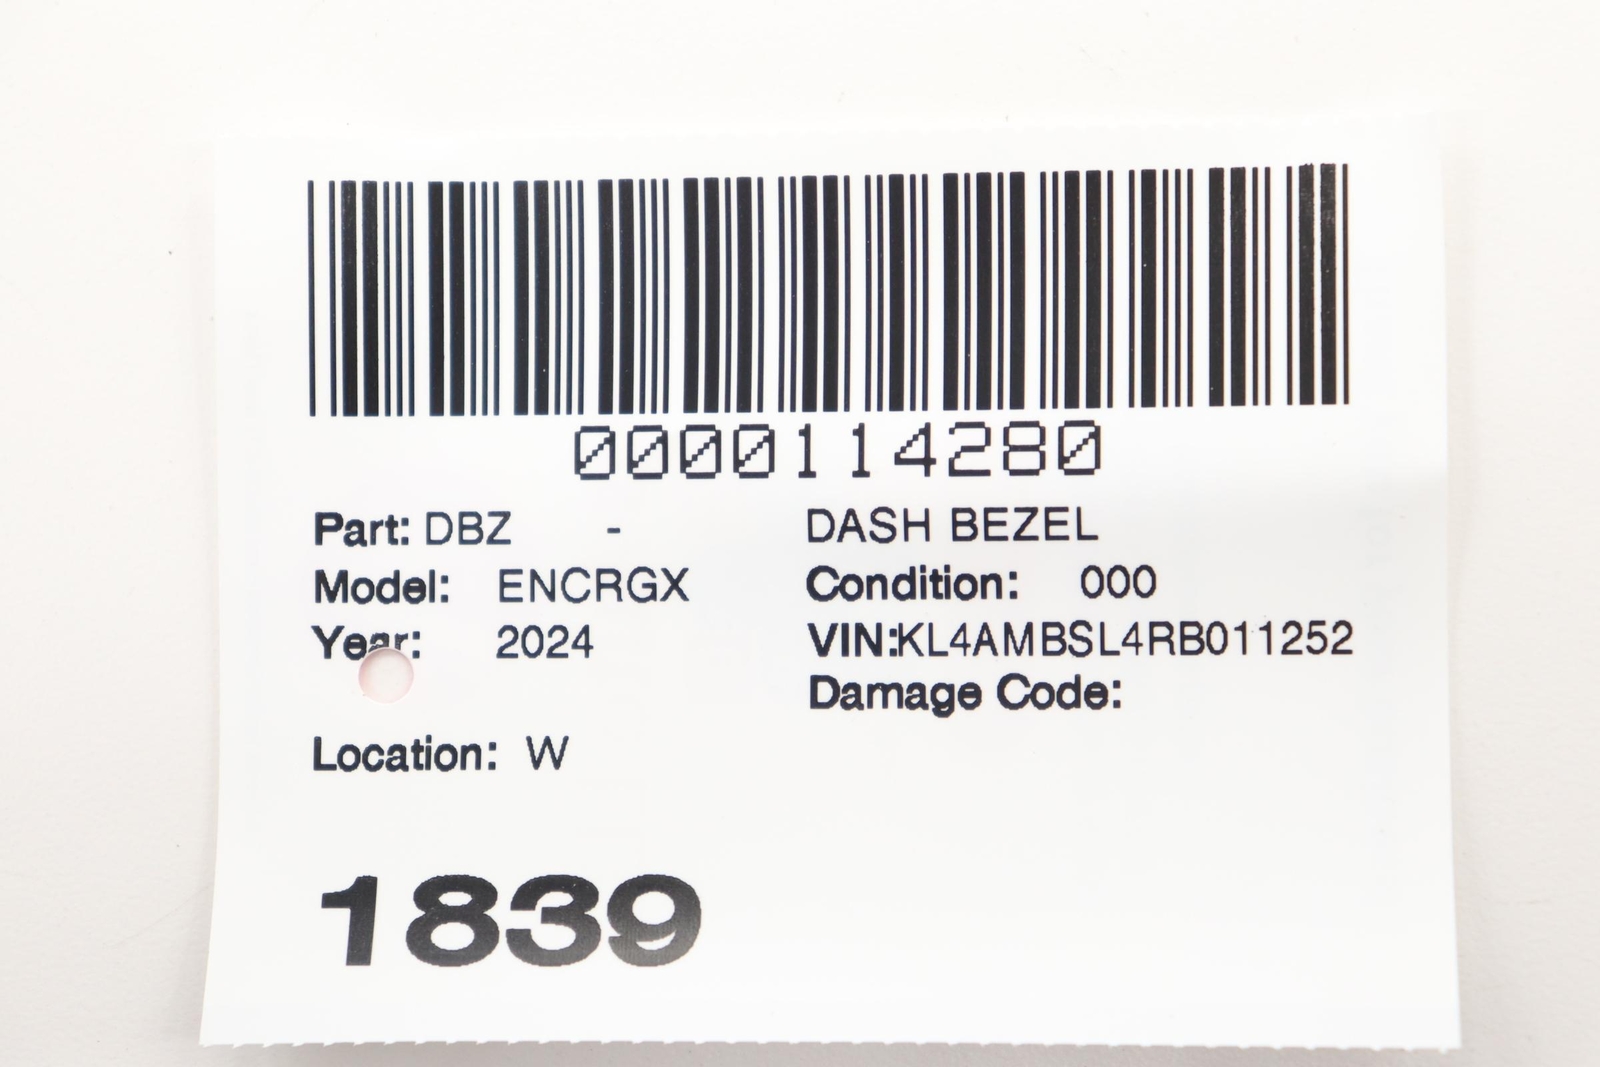 0000114280
Part: DBZ - DASH BEZEL
Model: ENCRGX Condition: 000
Year: 2024 VIN:KL4AMBSL4RB011252
Damage Code:
Location: W
1839